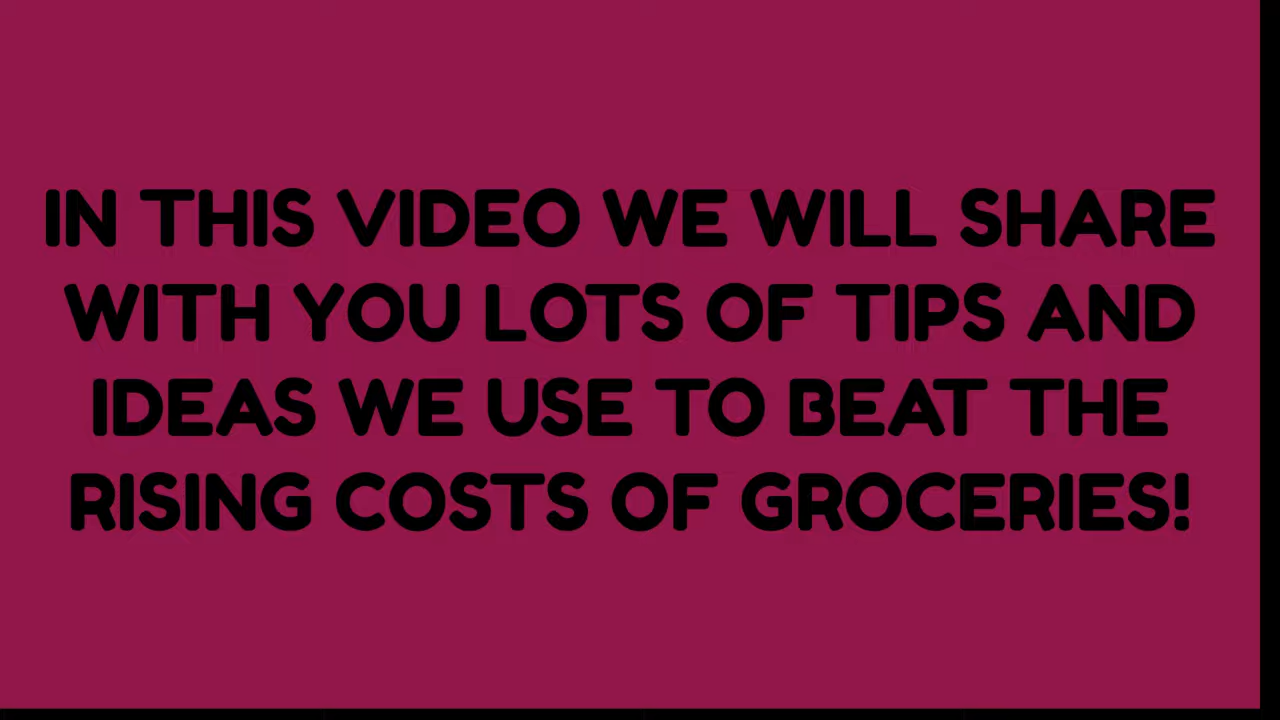 IN THIS VIDEO WE WILL SHARE
WITH YOU LOTS OF TIPS AND
IDEAS WE USE TO BEAT THE
RISING COSTS OF GROCERIES!